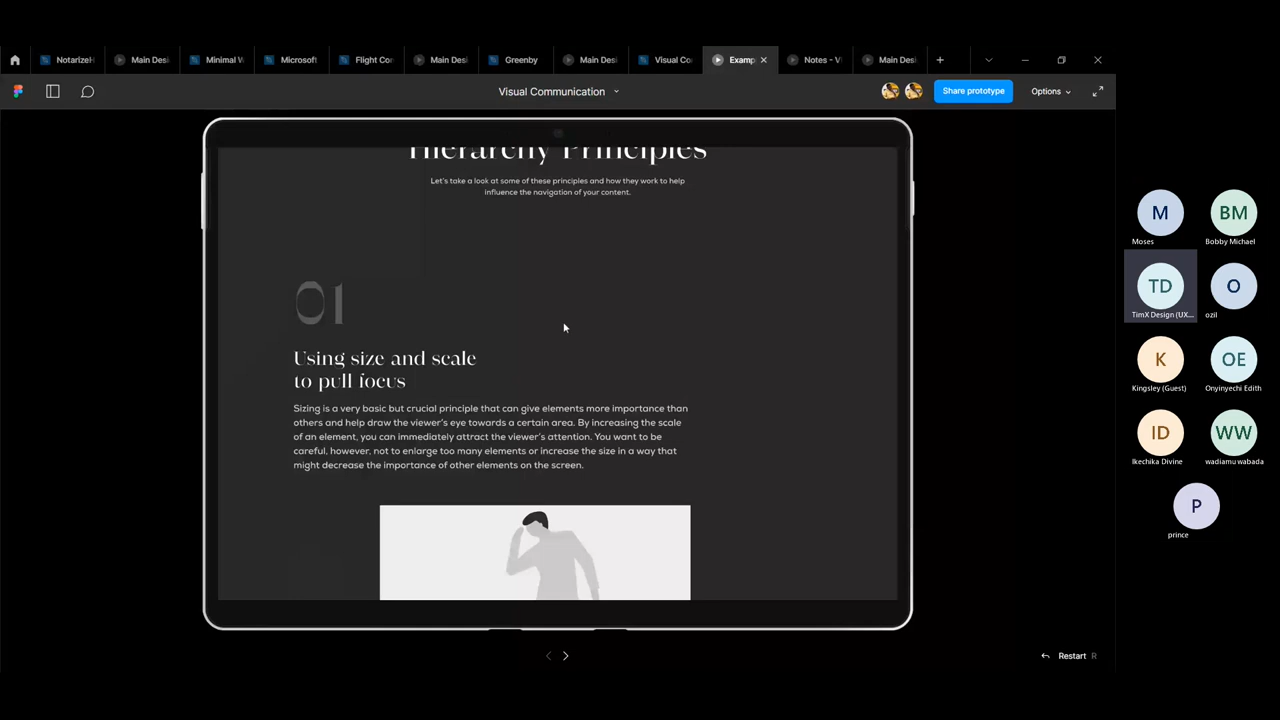 NotarizeH
Main Desi
Minimal W
Microsoft
Flight Cor
Main Desi
Greenby
Main Desi
Visual Co
Examp
Notes - V
Main Desi
Visual Communication
Share prototype
Options
Hierarchy Principles
Let's take a look at some of these principles and how they work to help
influence the navigation of your content.
01
Using size and scale
to pull focus
Sizing is a very basic but crucial principle that can give elements more importance than
others and help draw the viewer's eye towards a certain area. By increasing the scale
of an element, you can immediately attract the viewer's attention. You want to be
careful, however, not to enlarge too many elements or increase the size in a way that
might decrease the importance of other elements on the screen.
Restart R
M
Moses
BM
Bobby Michael
TD
TimX Design (UX...
O
ozil
K
Kingsley (Guest)
OE
Onyinyechi Edith
ID
Ikechika Divine
WW
wadiamu wabada
P
prince